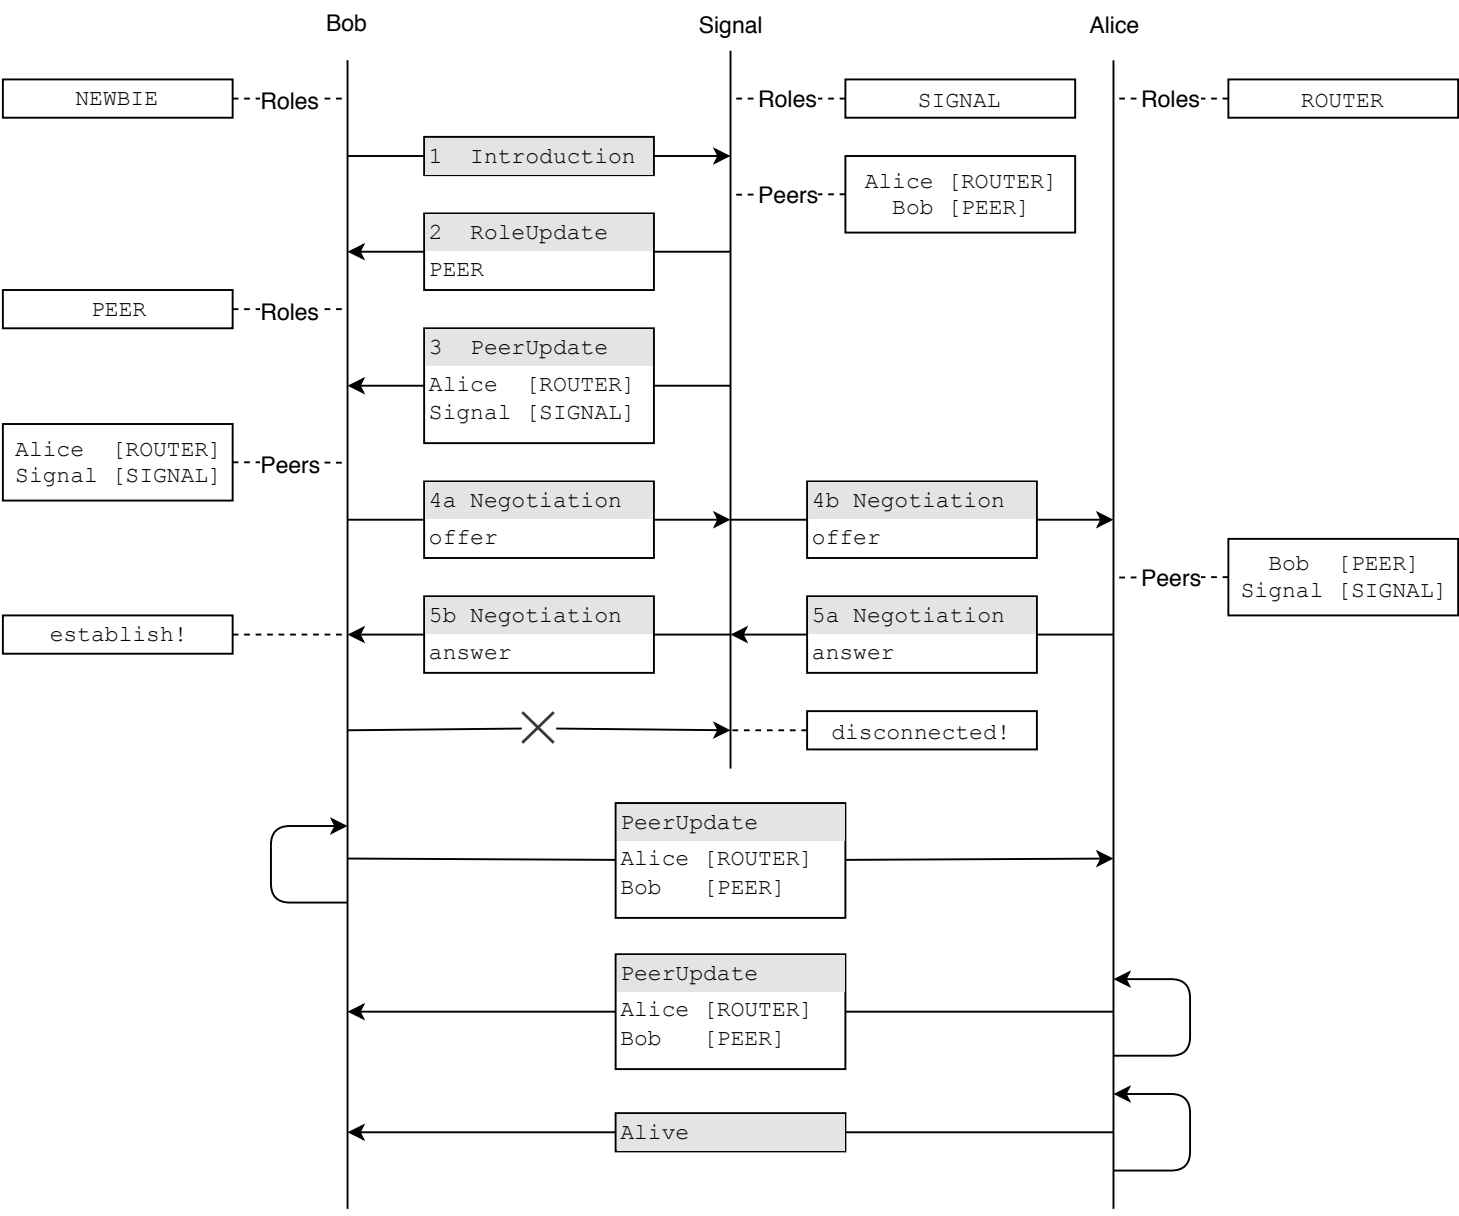 Bob
Signal
Alice
NEWBIE
Roles
Roles
SIGNAL
Roles
ROUTER
1 Introduction
Peers
Alice [ROUTER]
Bob [PEER]
2 RoleUpdate
PEER
PEER
Roles
3 PeerUpdate
Alice [ROUTER]
Signal [SIGNAL]
Alice [ROUTER]
Signal [SIGNAL]
Peers
4a Negotiation
offer
4b Negotiation
offer
Peers
Bob [PEER]
Signal [SIGNAL]
establish!
5b Negotiation
answer
5a Negotiation
answer
disconnected!
PeerUpdate
Alice [ROUTER]
Bob [PEER]
PeerUpdate
Alice [ROUTER]
Bob [PEER]
Alive